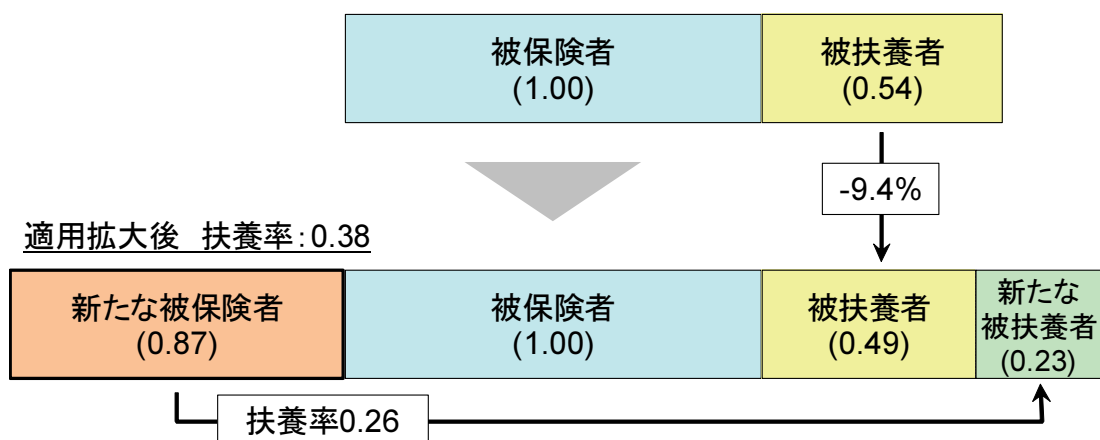 被保険者
(1.00)
被扶養者
(0.54)
-9.4%
適用拡大後　扶養率：0.38
新たな被保険者
(0.87)
被保険者
(1.00)
被扶養者
(0.49)
新たな
被扶養者
(0.23)
扶養率0.26